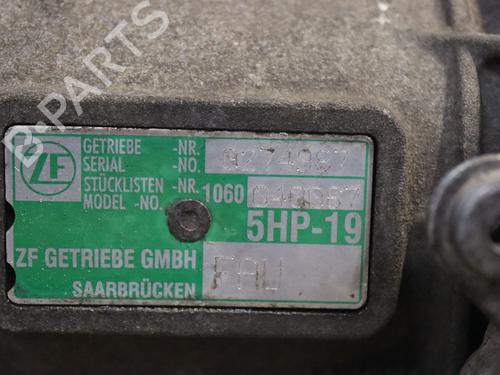 B-PARTS
ZF
GETRIEBE -NR.
SERIAL -NO.
STÜCKLISTEN -NR. 1060
MODEL -NO.
5HP-19
ZF GETRIEBE GMBH
SAARBRÜCKEN
FAU